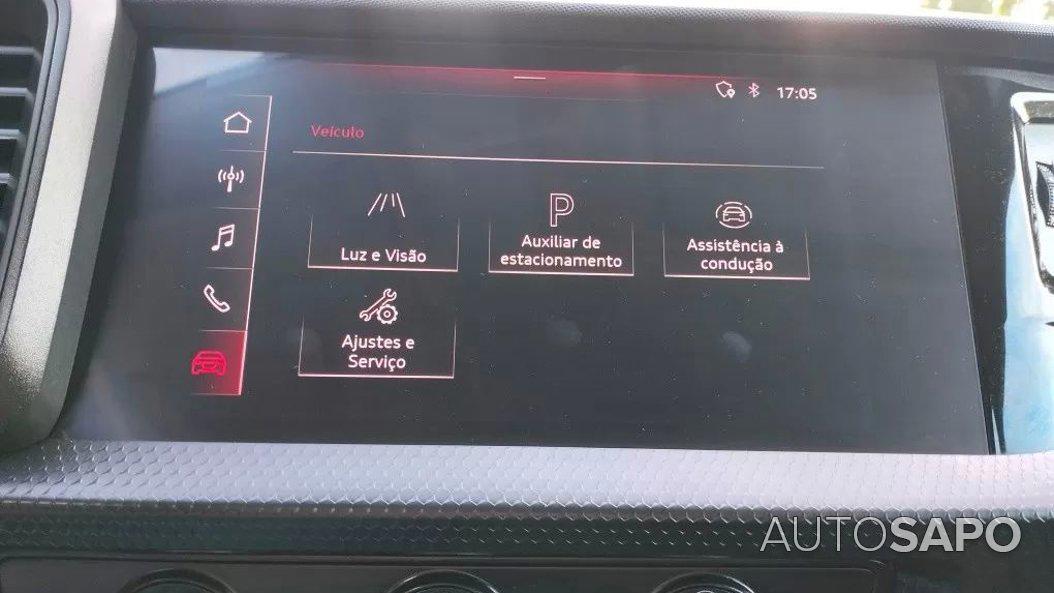 17:05
Veículo
Luz e Visão
Auxiliar de
estacionamento
Assistência à
condução
Ajustes e
Serviço
AUTOSAPO